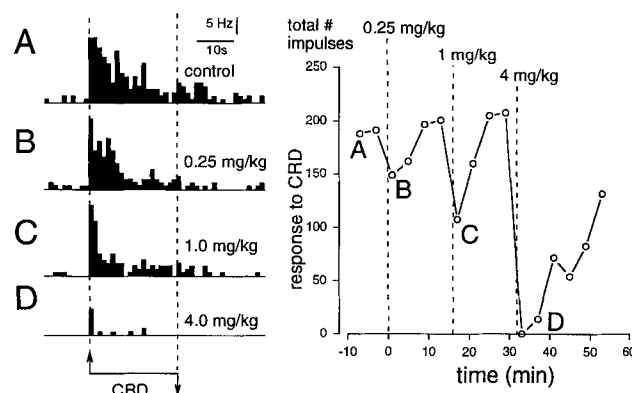 A
5 Hz
10s
control
B
0.25 mg/kg
C
1.0 mg/kg
D
4.0 mg/kg
CRD
total #
impulses
0.25 mg/kg
1 mg/kg
4 mg/kg
250
200
150
100
50
0
response to CRD
A
B
C
D
-10 0 10 20 30 40 50 60
time (min)